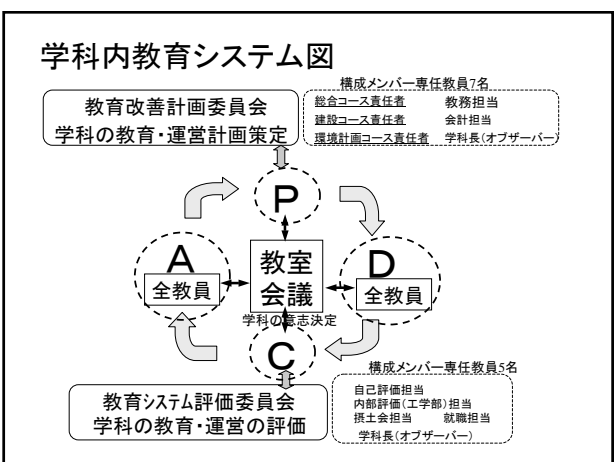 学科内教育システム図
構成メンバー専任教員7名
教育改善計画委員会
学科の教育・運営計画策定
総合コース責任者 教務担当
建設コース責任者 会計担当
環境計画コース責任者 学科長(オブザーバー)
P
A
全教員
教室
会議
学科の意志決定
D
全教員
C
構成メンバー専任教員5名
教育システム評価委員会
学科の教育・運営の評価
自己評価担当
内部評価(工学部)担当
摂土会担当 就職担当
学科長(オブザーバー)